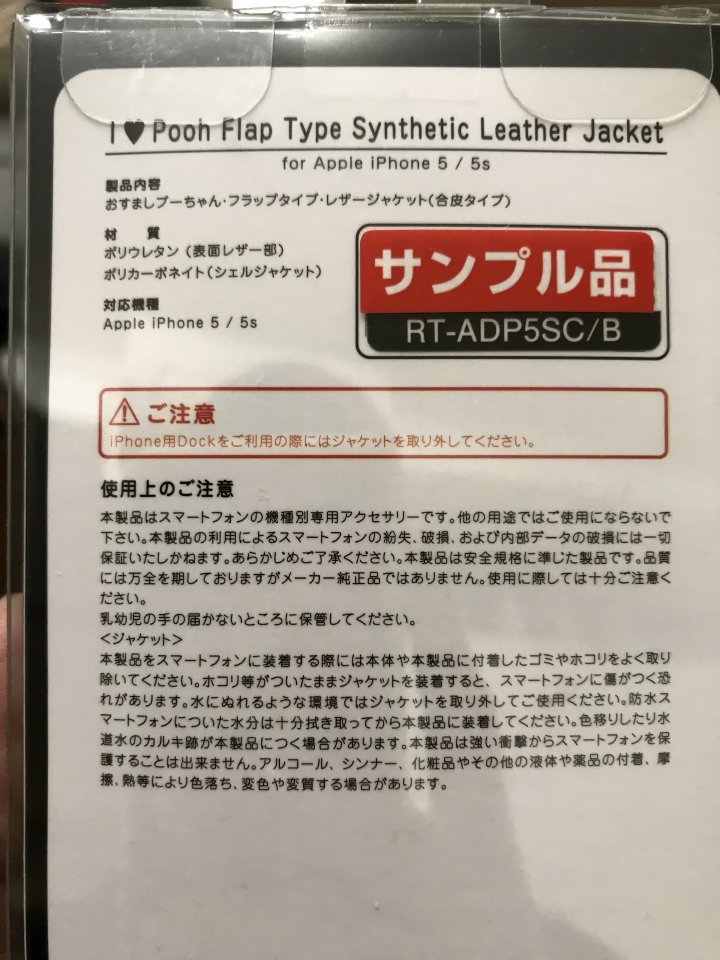 I♥Pooh Flap Type Synthetic Leather Jacket
for Apple iPhone 5 / 5s
製品内容
おすましプーちゃん・フラップタイプ・レザージャケット(合皮タイプ)
材　質
ポリウレタン(表面レザー部)
ポリカーボネイト(シェルジャケット)
対応機種
Apple iPhone 5 / 5s
サンプル品
RT-ADP5SC/B
⚠ご注意
iPhone用Dockをご利用の際にはジャケットを取り外してください。
使用上のご注意
本製品はスマートフォンの機種別専用アクセサリーです。他の用途ではご使用にならないで
下さい。本製品の利用によるスマートフォンの紛失、破損、および内部データの破損には一切
保証いたしかねます。あらかじめご了承ください。本製品は安全規格に準じた製品です。品質
には万全を期しておりますがメーカー純正品ではありません。使用に際しては十分ご注意く
ださい。
乳幼児の手の届かないところに保管してください。
<ジャケット>
本製品をスマートフォンに装着する際には本体や本製品に付着したゴミやホコリをよく取り
除いてください。ホコリ等がついたままジャケットを装着すると、スマートフォンに傷がつく恐
れがあります。水にぬれるような環境ではジャケットを取り外してご使用ください。防水ス
マートフォンについた水分は十分拭き取ってから本製品に装着してください。色移りしたり水
道水のカルキ跡が本製品につく場合があります。本製品は強い衝撃からスマートフォンを保
護することは出来ません。アルコール、シンナー、化粧品やその他の液体や薬品の付着、摩
擦、熱等により色落ち、変色や変質する場合があります。